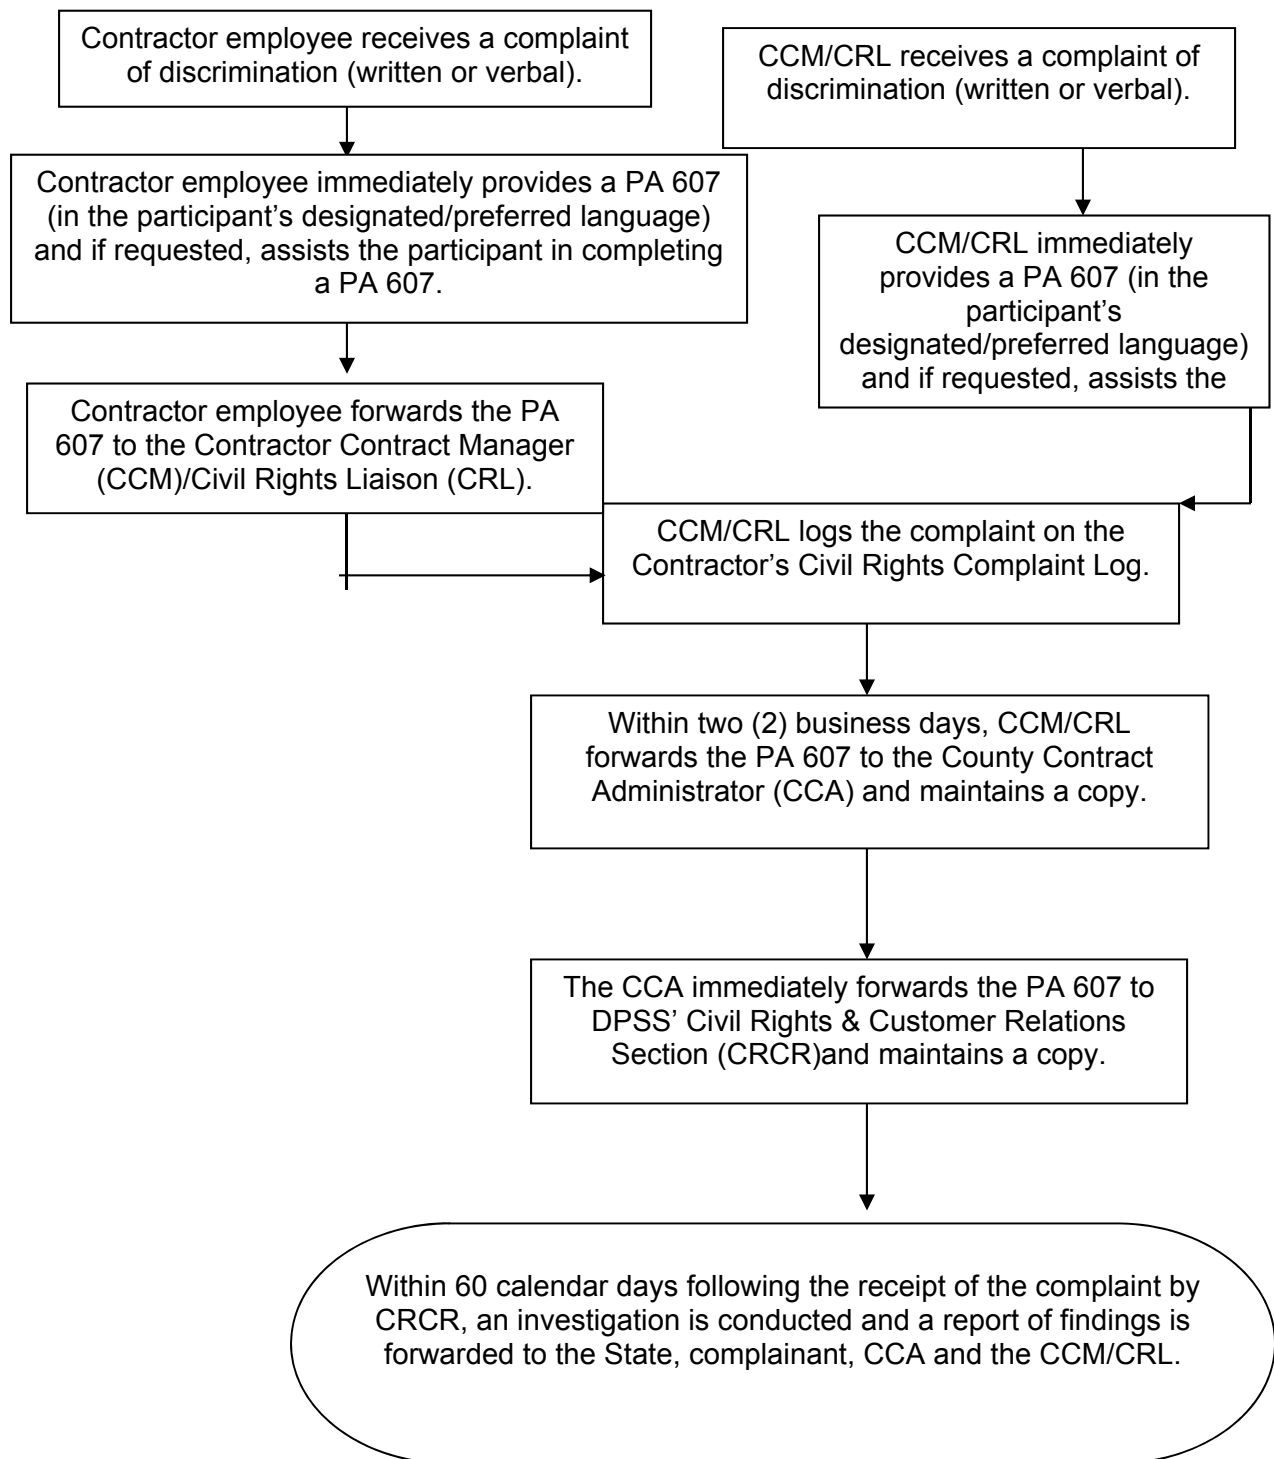 Contractor employee receives a complaint
of discrimination (written or verbal).
CCM/CRL receives a complaint of
discrimination (written or verbal).
Contractor employee immediately provides a PA 607
(in the participant’s designated/preferred language)
and if requested, assists the participant in completing
a PA 607.
CCM/CRL immediately
provides a PA 607 (in the
participant’s
designated/preferred language)
and if requested, assists the
Contractor employee forwards the PA
607 to the Contractor Contract Manager
(CCM)/Civil Rights Liaison (CRL).
CCM/CRL logs the complaint on the
Contractor’s Civil Rights Complaint Log.
Within two (2) business days, CCM/CRL
forwards the PA 607 to the County Contract
Administrator (CCA) and maintains a copy.
The CCA immediately forwards the PA 607 to
DPSS’ Civil Rights & Customer Relations
Section (CRCR)and maintains a copy.
Within 60 calendar days following the receipt of the complaint by
CRCR, an investigation is conducted and a report of findings is
forwarded to the State, complainant, CCA and the CCM/CRL.